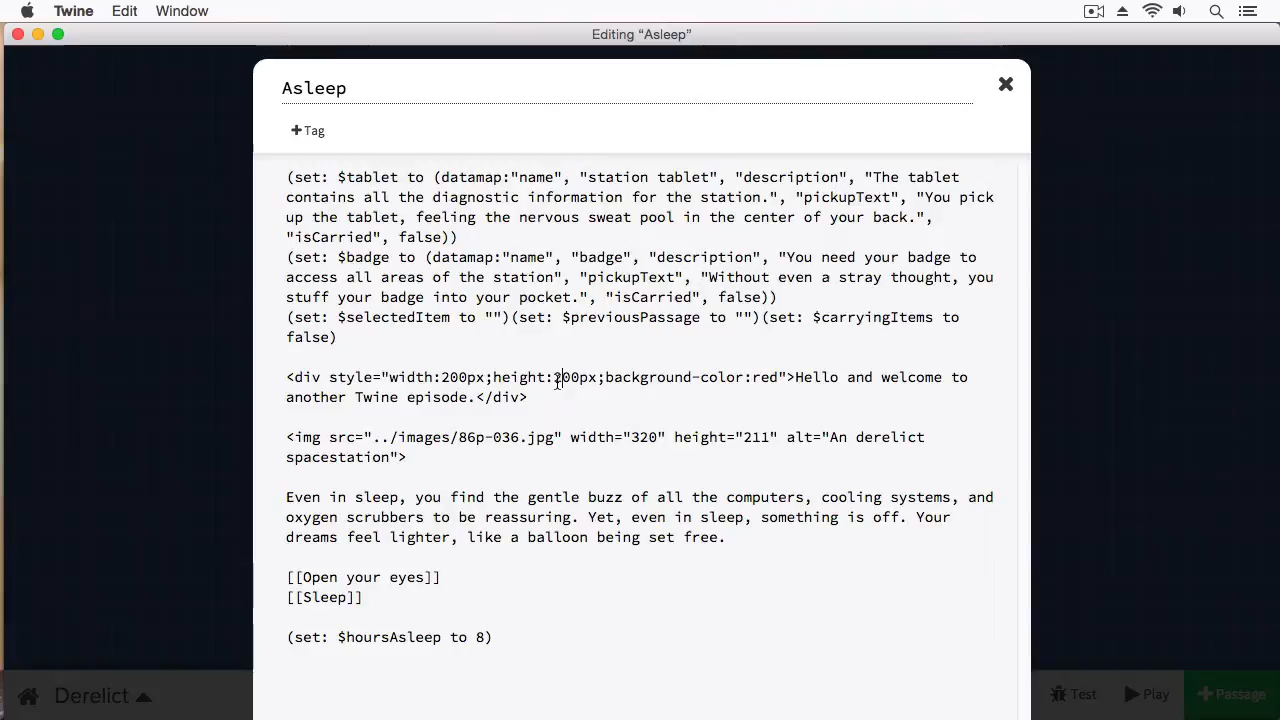 Twine Edit Window
Editing “Asleep”
Asleep
+Tag
(set: $tablet to (datamap:"name", "station tablet", "description", "The tablet
contains all the diagnostic information for the station.", "pickupText", "You pick
up the tablet, feeling the nervous sweat pool in the center of your back.",
"isCarried", false))
(set: $badge to (datamap:"name", "badge", "description", "You need your badge to
access all areas of the station", "pickupText", "Without even a stray thought, you
stuff your badge into your pocket.", "isCarried", false))
(set: $selectedItem to "")(set: $previousPassage to "")(set: $carryingItems to
false)
<div style="width:200px;height:200px;background-color:red">Hello and welcome to
another Twine episode.</div>
<img src="../images/86p-036.jpg" width="320" height="211" alt="An derelict
spacestation">
Even in sleep, you find the gentle buzz of all the computers, cooling systems, and
oxygen scrubbers to be reassuring. Yet, even in sleep, something is off. Your
dreams feel lighter, like a balloon being set free.
[[Open your eyes]]
[[Sleep]]
(set: $hoursAsleep to 8)
Derelict Test Play +Passage